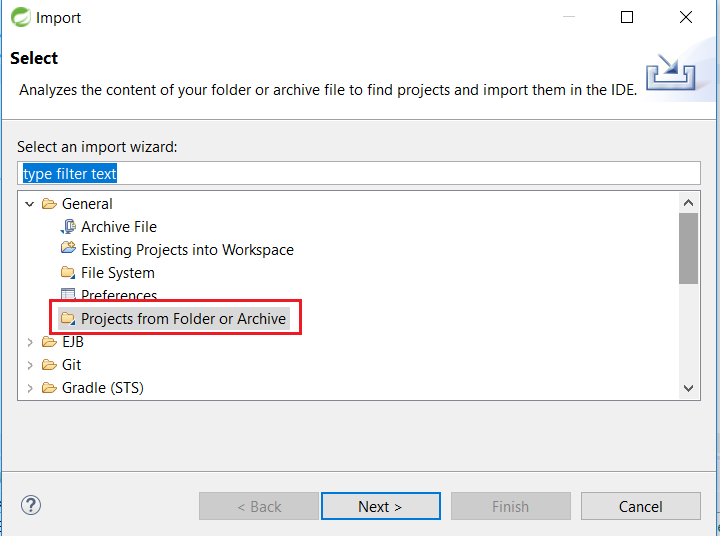 Import
Select
Analyzes the content of your folder or archive file to find projects and import them in the IDE.
Select an import wizard:
type filter text
General
Archive File
Existing Projects into Workspace
File System
Preferences
Projects from Folder or Archive
EJB
Git
Gradle (STS)
?
< Back
Next >
Finish
Cancel